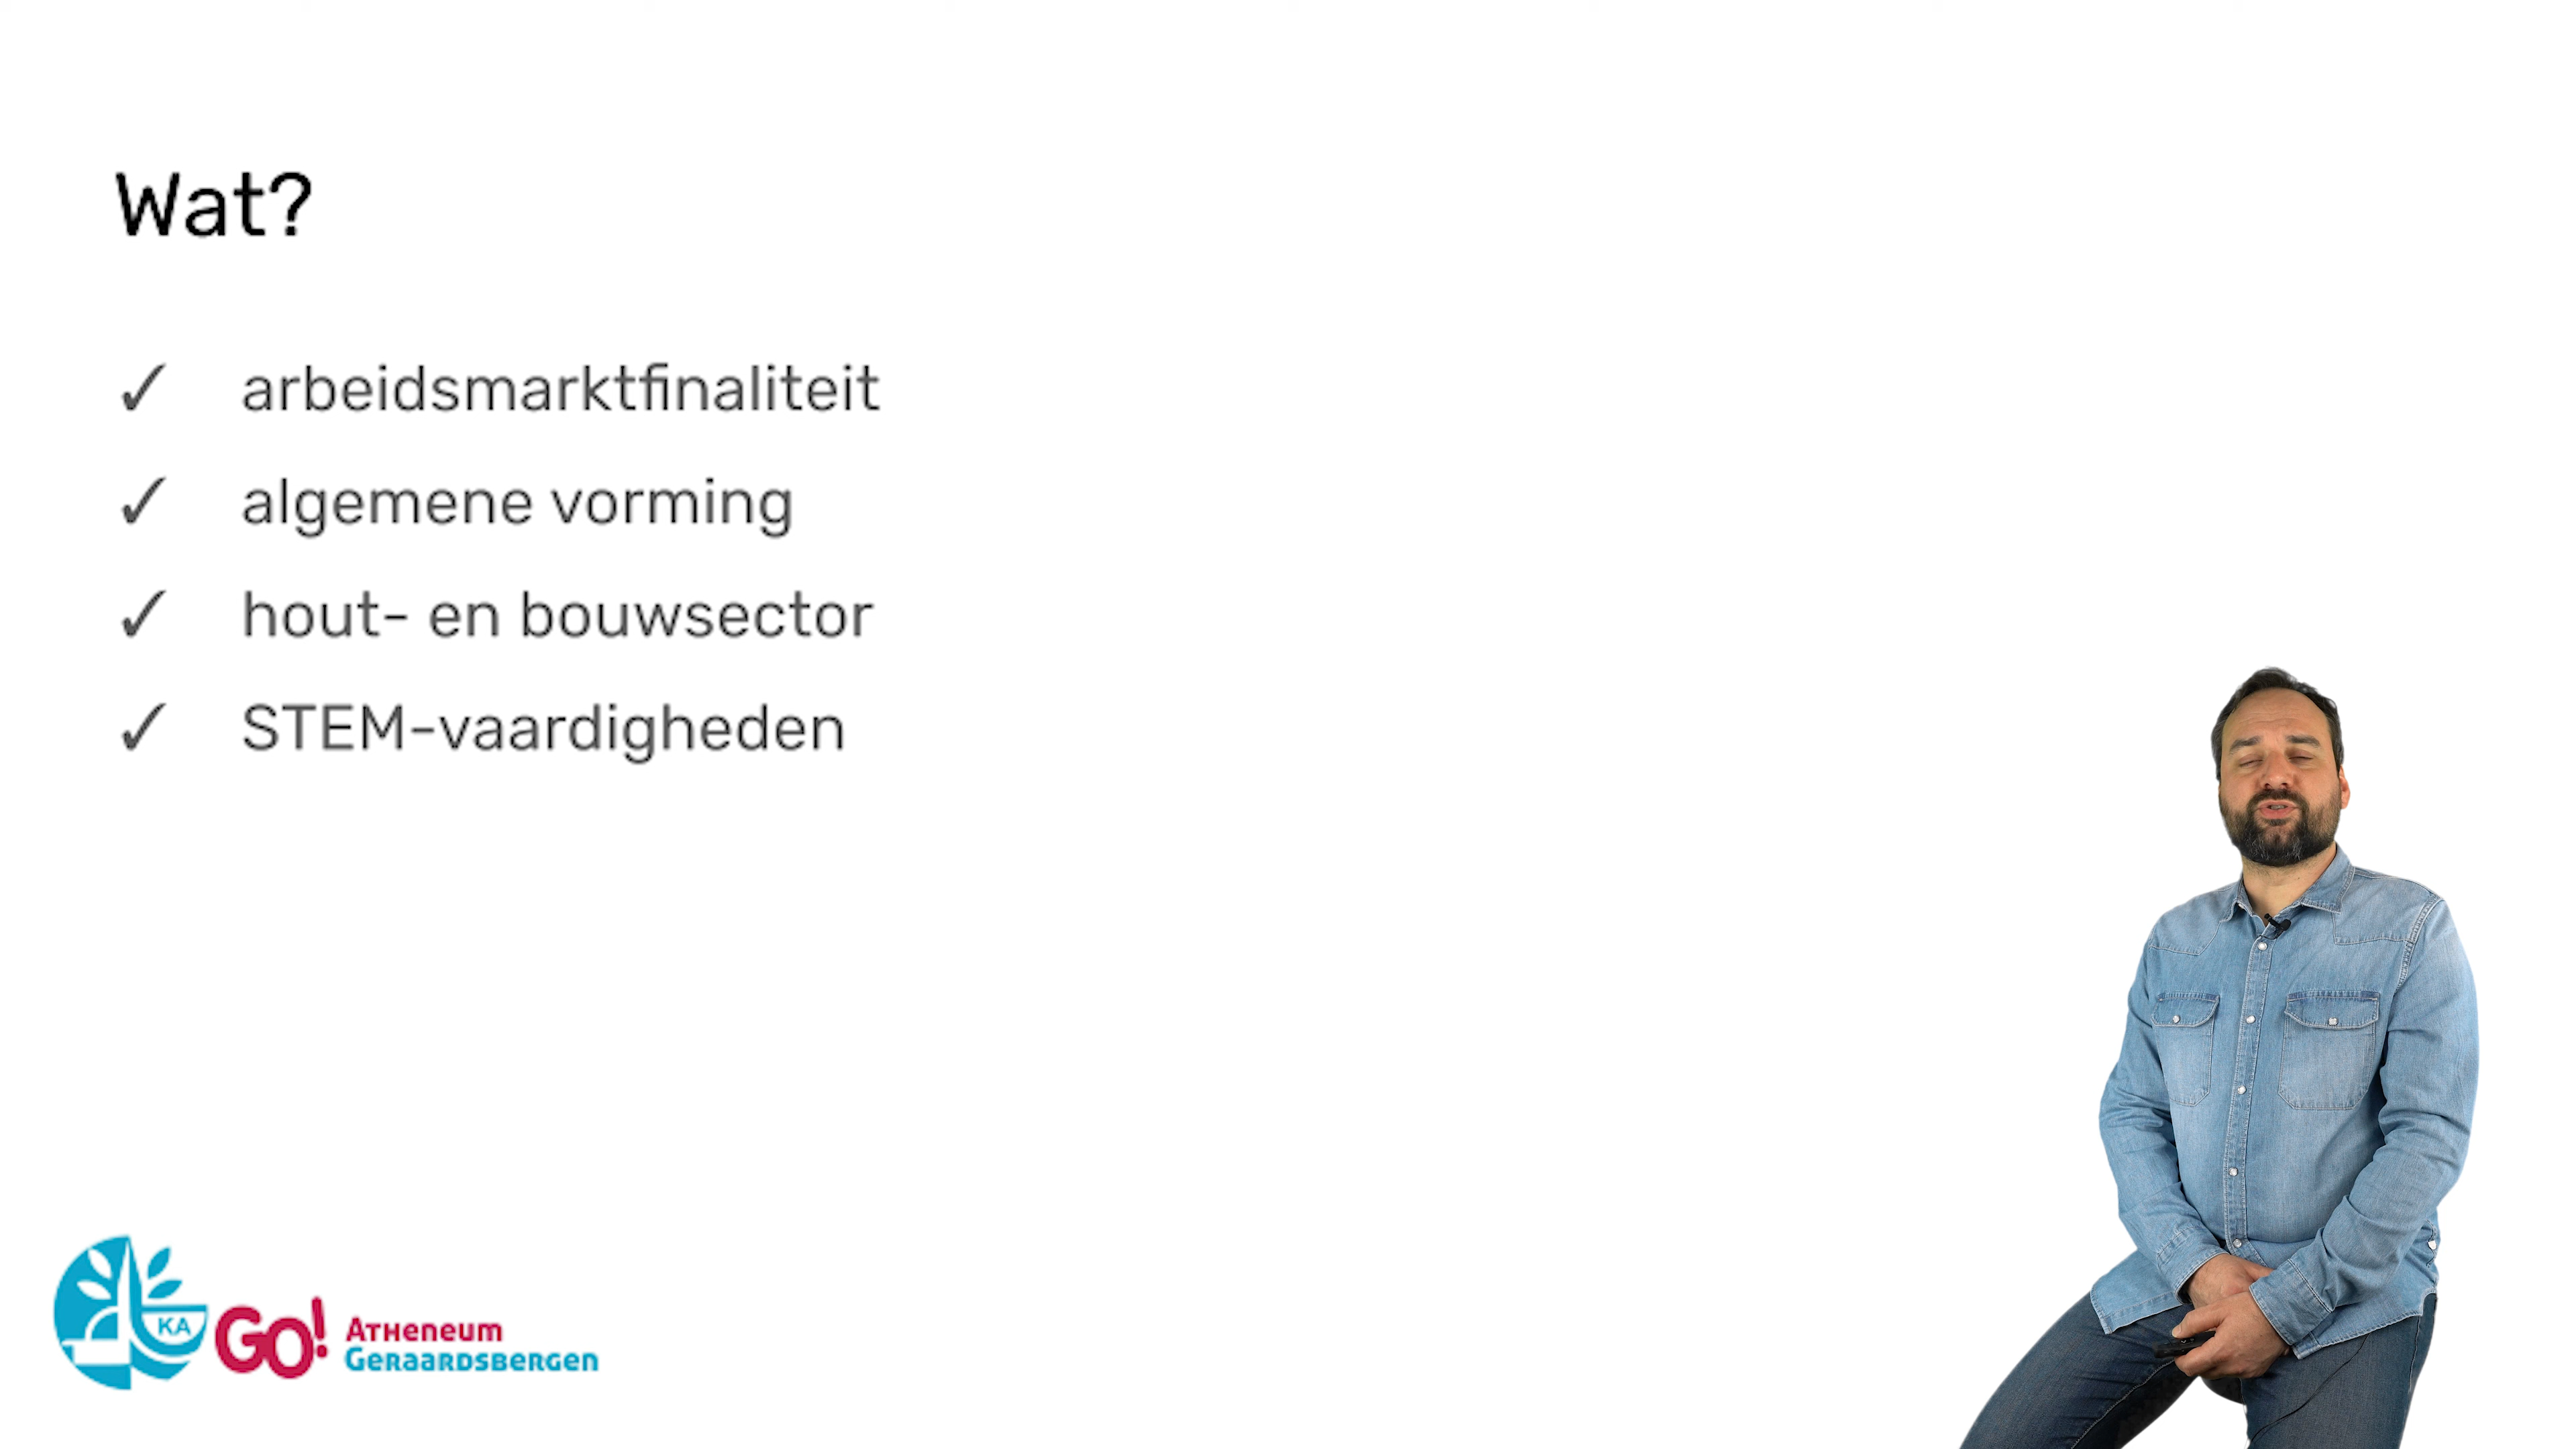 Wat?
✓ arbeidsmarktfinaliteit
✓ algemene vorming
✓ hout- en bouwsector
✓ STEM-vaardigheden
KA
GO! ATHENEUM
GERAARDSBERGEN